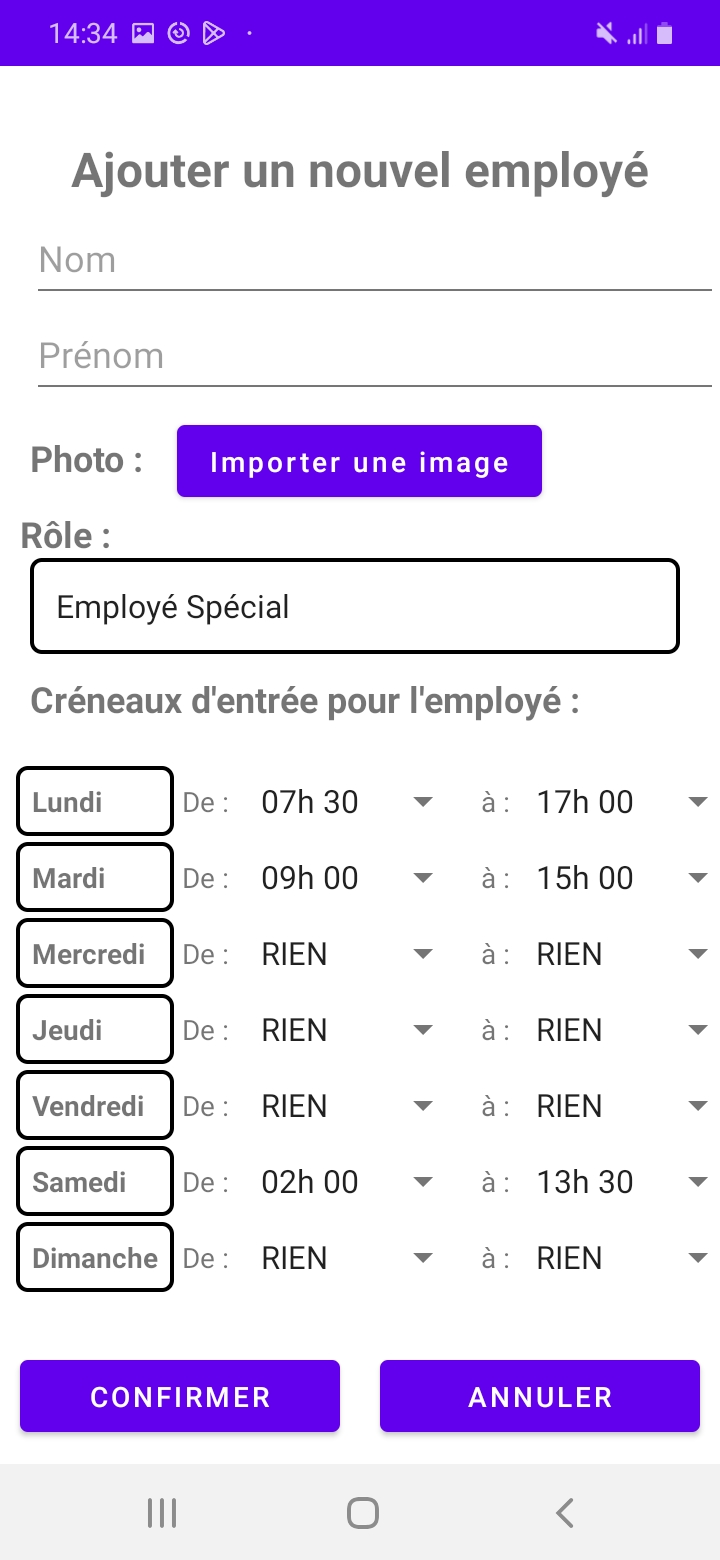 14:34
Ajouter un nouvel employé
Nom
Prénom
Photo : Importer une image
Rôle :
Employé Spécial
Créneaux d'entrée pour l'employé :
Lundi De : 07h 30 à : 17h 00
Mardi De : 09h 00 à : 15h 00
Mercredi De : RIEN à : RIEN
Jeudi De : RIEN à : RIEN
Vendredi De : RIEN à : RIEN
Samedi De : 02h 00 à : 13h 30
Dimanche De : RIEN à : RIEN
CONFIRMER ANNULER